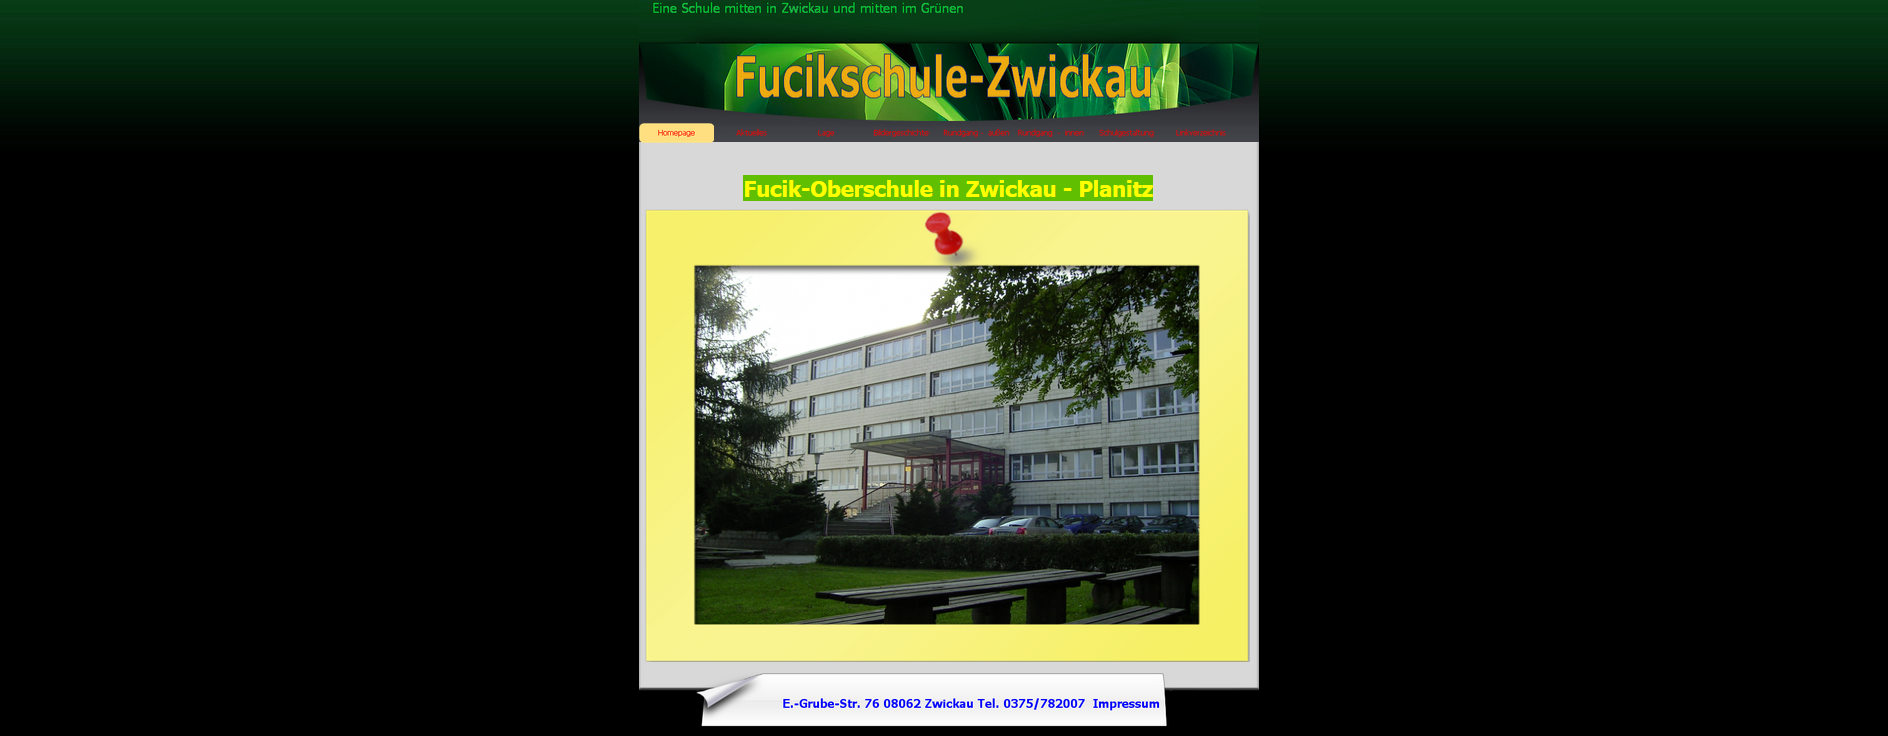 Eine Schule mitten in Zwickau und mitten im Grünen
Fucikschule-Zwickau
Homepage
Fucik-Oberschule in Zwickau - Planitz
E.-Grube-Str. 76 08062 Zwickau Tel. 0375/782007 Impressum